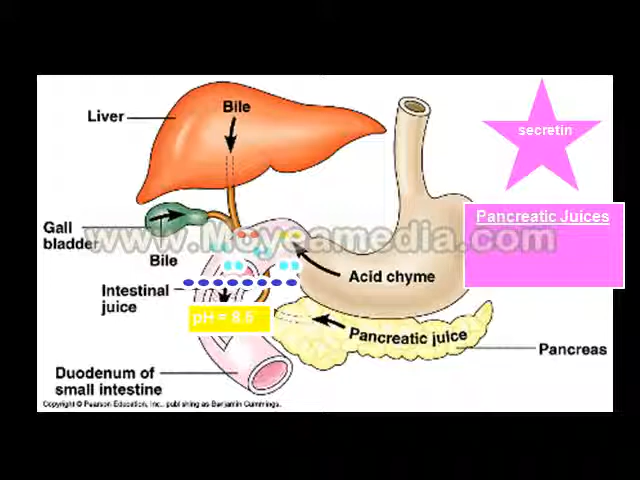 Bile
Liver
secretin
Pancreatic Juices
Gall
bladder
www.Moyeamedia.com
Bile
Acid chyme
Intestinal
juice
pH = 8.5
Pancreatic juice
Pancreas
Duodenum of
small intestine
Copyright © Pearson Education, Inc., publishing as Benjamin Cummings.